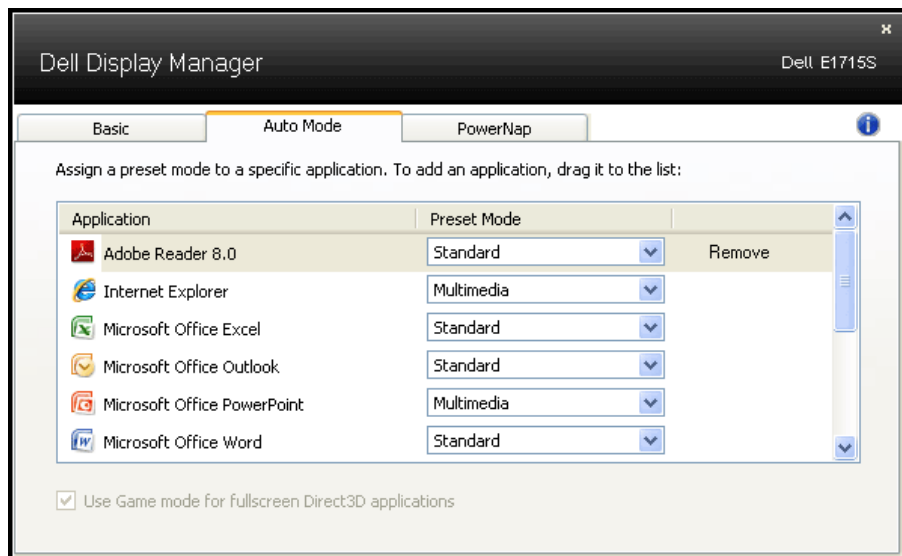 x
Dell Display Manager
Dell E1715S
Basic
Auto Mode
PowerNap
i
Assign a preset mode to a specific application. To add an application, drag it to the list:
Application Preset Mode
Adobe Reader 8.0 Standard Remove
Internet Explorer Multimedia
Microsoft Office Excel Standard
Microsoft Office Outlook Standard
Microsoft Office PowerPoint Multimedia
Microsoft Office Word Standard
Use Game mode for fullscreen Direct3D applications